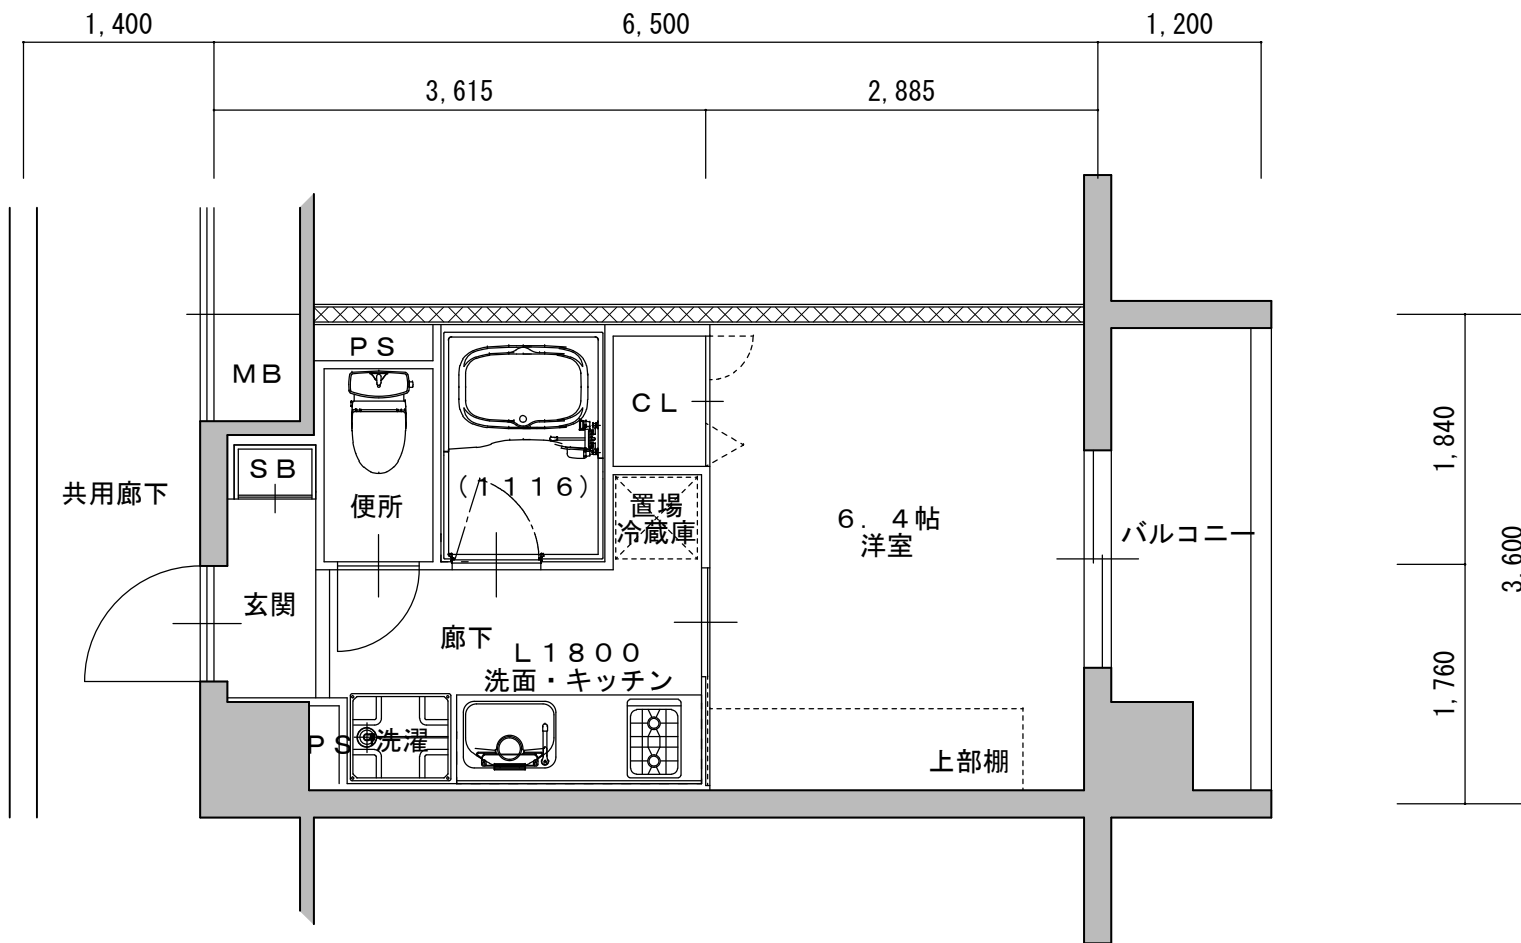 1,400
6,500
1,200
3,615
2,885
PS
MB
CL
SB
共用廊下
便所
(1116)
置場
冷蔵庫
6.4帖
洋室
バルコニー
1,840
3,600
玄関
廊下
L1800
洗面・キッチン
1,760
PS
洗濯
上部棚